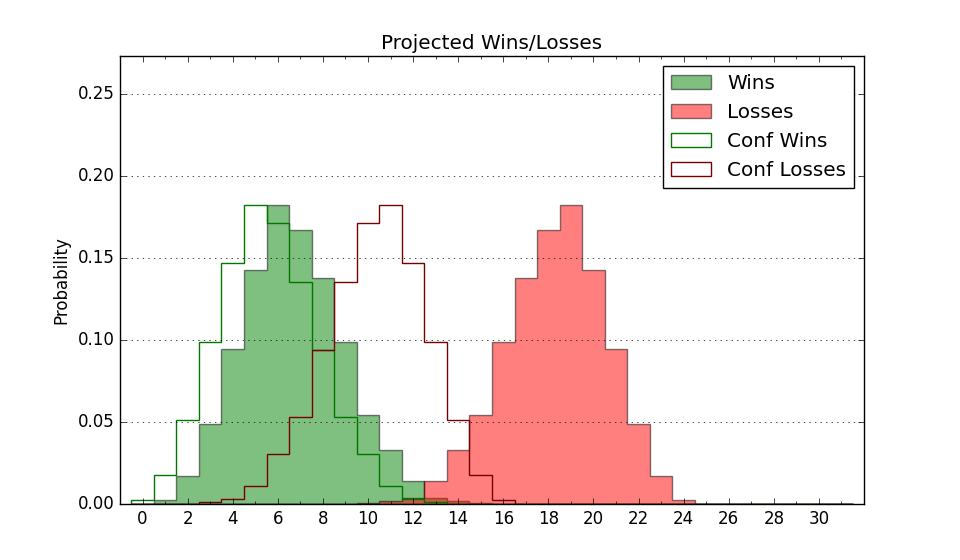 Projected Wins/Losses
Wins
Losses
Conf Wins
Conf Losses
Probability
0.25
0.20
0.15
0.10
0.05
0.00
0 2 4 6 8 10 12 14 16 18 20 22 24 26 28 30